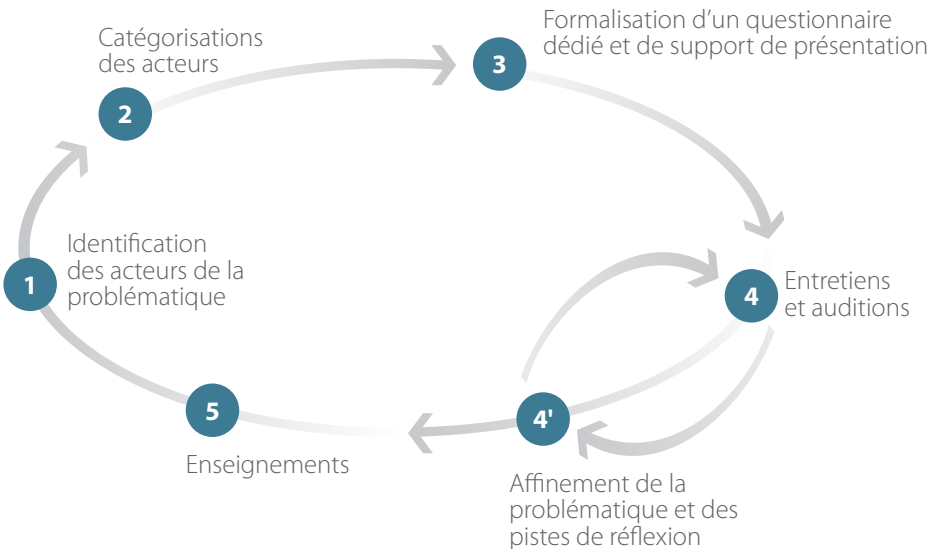 1
Identification
des acteurs de la
problématique
2
Catégorisations
des acteurs
3
Formalisation d’un questionnaire
dédié et de support de présentation
4
Entretiens
et auditions
4'
Affinement de la
problématique et des
pistes de réflexion
5
Enseignements